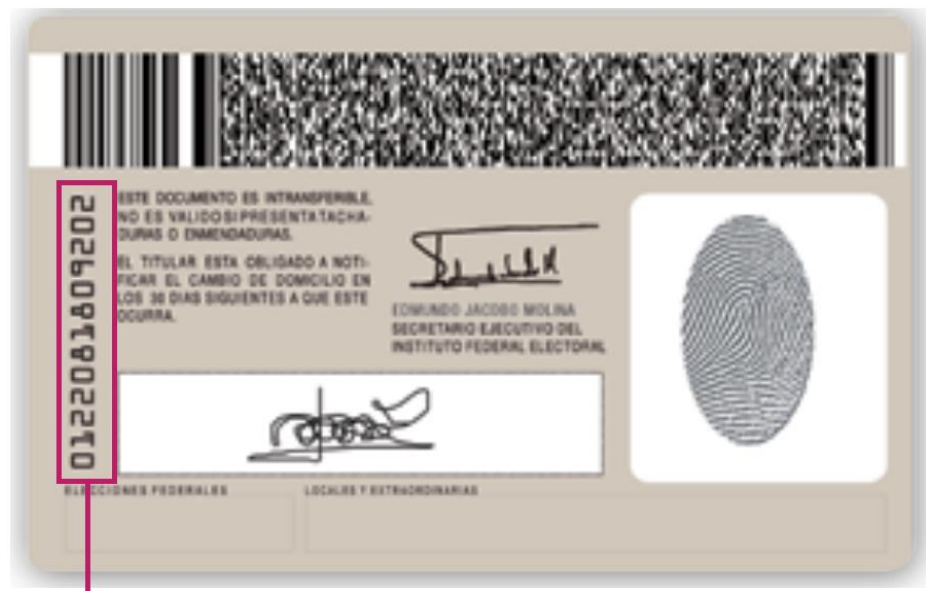 0122081809202
ESTE DOCUMENTO ES INTRANSFERIBLE,
NO ES VALIDO SI PRESENTA TACHA-
DURAS O ENMENDADURAS.
EL TITULAR ESTA OBLIGADO A NOTI-
FICAR EL CAMBIO DE DOMICILIO EN
LOS 30 DIAS SIGUIENTES A QUE ESTE
OCURRA.
EDMUNDO JACOBO MOLINA
SECRETARIO EJECUTIVO DEL
INSTITUTO FEDERAL ELECTORAL
ELECCIONES FEDERALES
LOCALES Y EXTRAORDINARIAS